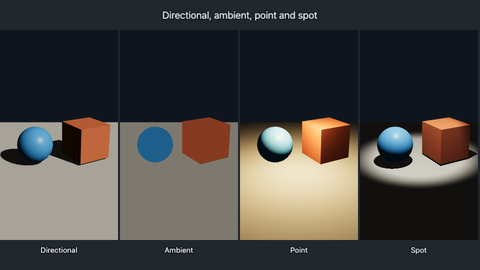 Directional, ambient, point and spot
Directional
Ambient
Point
Spot